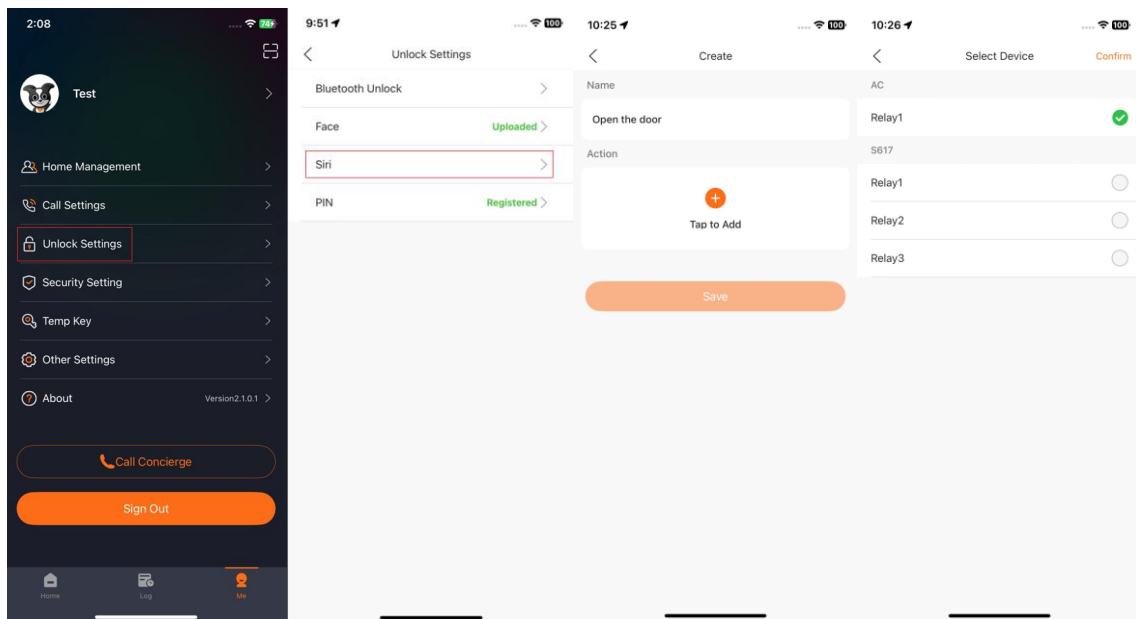 2:08
74
Test
Home Management
Call Settings
Unlock Settings
Security Setting
Temp Key
Other Settings
About
Version2.1.0.1
Call Concierge
Sign Out
Home
Log
Me
9:51
100
Unlock Settings
Bluetooth Unlock
Face
Uploaded
Siri
PIN
Registered
10:25
100
Create
Name
Open the door
Action
Tap to Add
Save
10:26
100
Select Device
Confirm
AC
Relay1
S617
Relay1
Relay2
Relay3